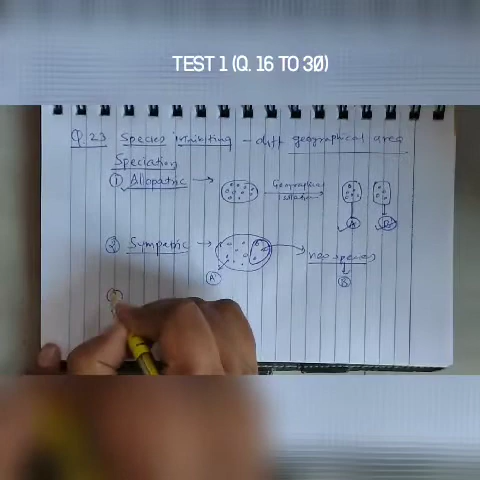 TEST 1 (Q. 16 TO 30)
Q.23 Species inhibiting - diff geographical area
Speciation
① Allopatric → Geographical isolation A B
② Sympatric → A new species B